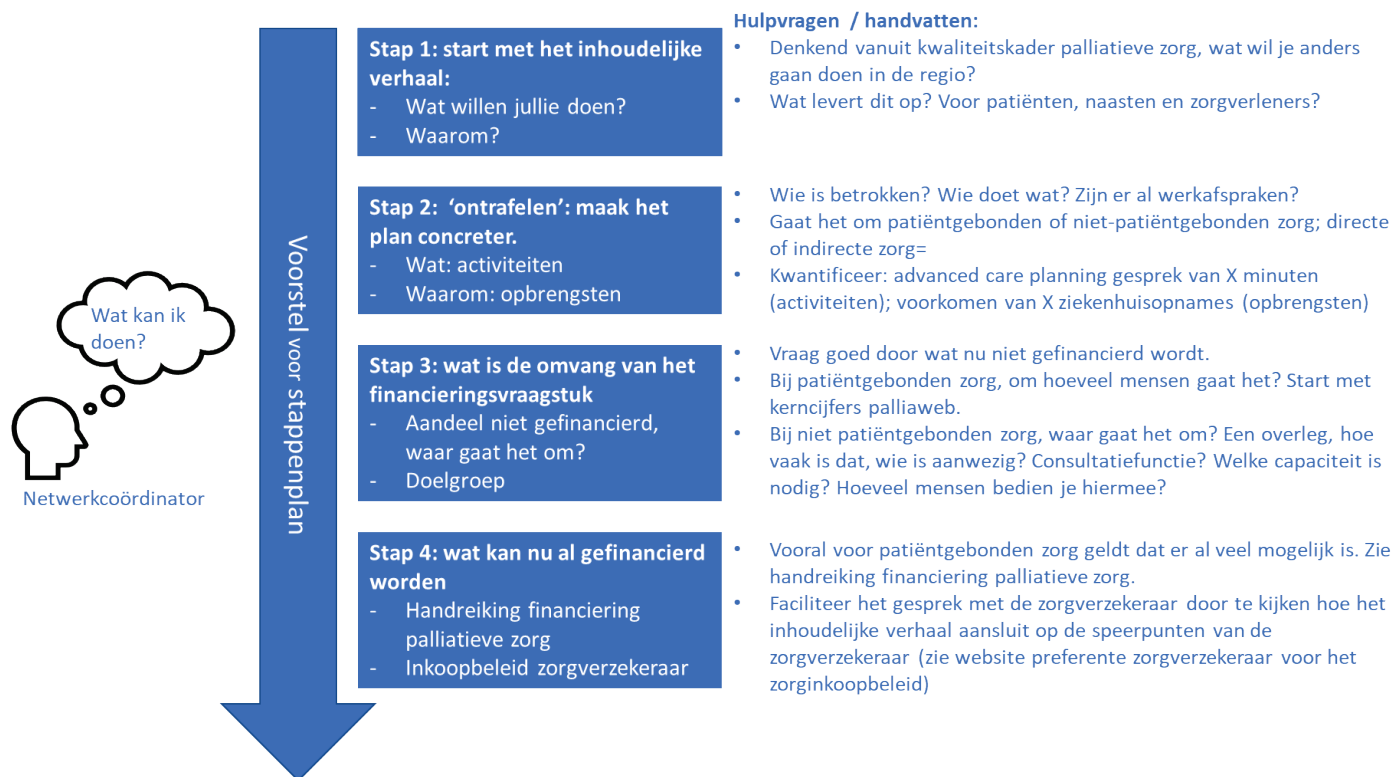 Wat kan ik
doen?
Netwerkcoördinator
Voorstel voor stappenplan
Hulpvragen / handvatten:
Stap 1: start met het inhoudelijke
verhaal:
- Wat willen jullie doen?
- Waarom?
• Denkend vanuit kwaliteitskader palliatieve zorg, wat wil je anders
gaan doen in de regio?
• Wat levert dit op? Voor patiënten, naasten en zorgverleners?
Stap 2: ‘ontrafelen’: maak het
plan concreter.
- Wat: activiteiten
- Waarom: opbrengsten
• Wie is betrokken? Wie doet wat? Zijn er al werkafspraken?
• Gaat het om patiëntgebonden of niet-patiëntgebonden zorg; directe
of indirecte zorg=
• Kwantificeer: advanced care planning gesprek van X minuten
(activiteiten); voorkomen van X ziekenhuisopnames (opbrengsten)
Stap 3: wat is de omvang van het
financieringsvraagstuk
- Aandeel niet gefinancierd,
waar gaat het om?
- Doelgroep
• Vraag goed door wat nu niet gefinancierd wordt.
• Bij patiëntgebonden zorg, om hoeveel mensen gaat het? Start met
kerncijfers palliaweb.
• Bij niet patiëntgebonden zorg, waar gaat het om? Een overleg, hoe
vaak is dat, wie is aanwezig? Consultatiefunctie? Welke capaciteit is
nodig? Hoeveel mensen bedien je hiermee?
Stap 4: wat kan nu al gefinancierd
worden
- Handreiking financiering
palliatieve zorg
- Inkoopbeleid zorgverzekeraar
• Vooral voor patiëntgebonden zorg geldt dat er al veel mogelijk is. Zie
handreiking financiering palliatieve zorg.
• Faciliteer het gesprek met de zorgverzekeraar door te kijken hoe het
inhoudelijke verhaal aansluit op de speerpunten van de
zorgverzekeraar (zie website preferente zorgverzekeraar voor het
zorginkoopbeleid)